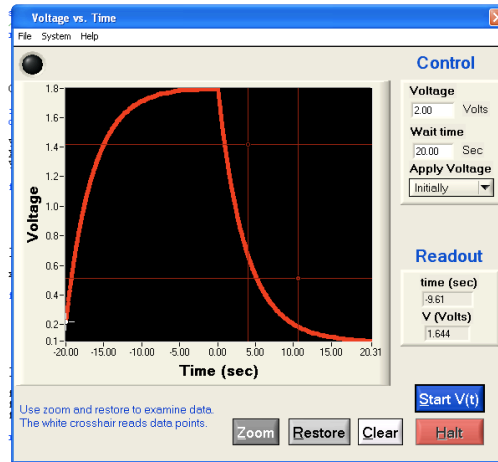 Voltage vs. Time
File System Help
Control
Voltage
2.00 Volts
Wait time
20.00 Sec
Apply Voltage
Initially
Readout
time (sec)
-9.61
V (Volts)
1.644
Voltage
1.8
1.6
1.4
1.2
1.0
0.8
0.6
0.4
0.2
0.1
-20.00 -15.00 -10.00 -5.00 0.00 5.00 10.00 15.00 20.31
Time (sec)
Use zoom and restore to examine data.
The white crosshair reads data points.
Zoom Restore Clear
Start V(t)
Halt